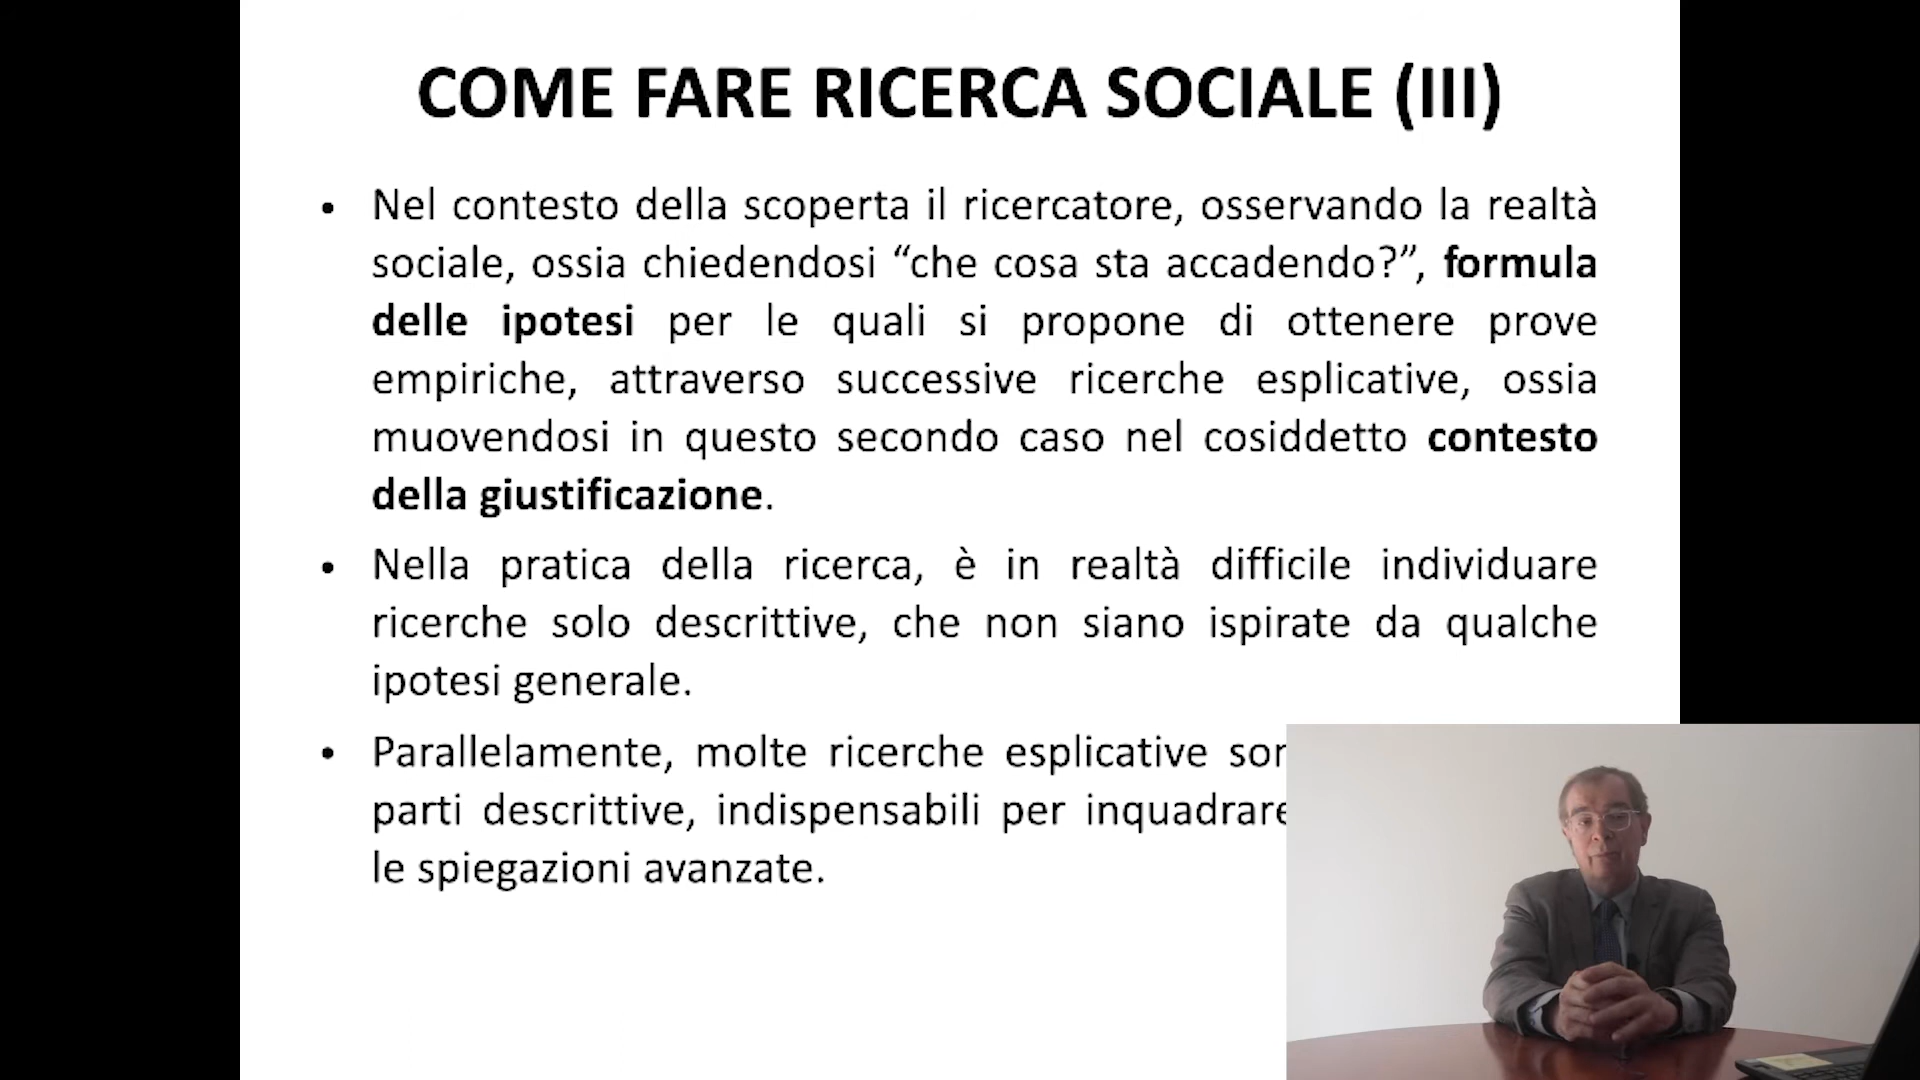 COME FARE RICERCA SOCIALE (III)
• Nel contesto della scoperta il ricercatore, osservando la realtà
sociale, ossia chiedendosi “che cosa sta accadendo?”, formula
delle ipotesi per le quali si propone di ottenere prove
empiriche, attraverso successive ricerche esplicative, ossia
muovendosi in questo secondo caso nel cosiddetto contesto
della giustificazione.
• Nella pratica della ricerca, è in realtà difficile individuare
ricerche solo descrittive, che non siano ispirate da qualche
ipotesi generale.
• Parallelamente, molte ricerche esplicative
parti descrittive, indispensabili per inquadrare
le spiegazioni avanzate.